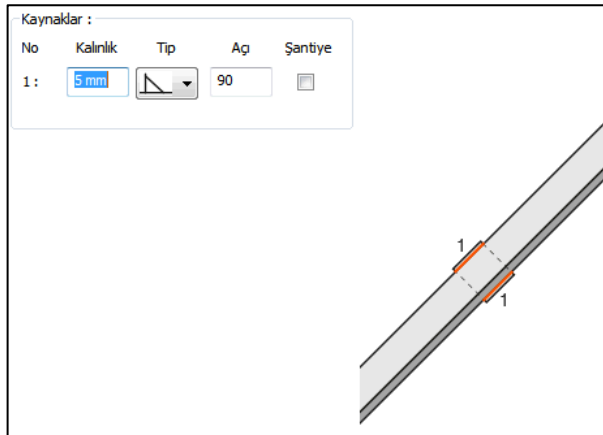 Kaynaklar :
No Kalınlık Tip Açı Şantiye
1 : 5 mm 90
1
1